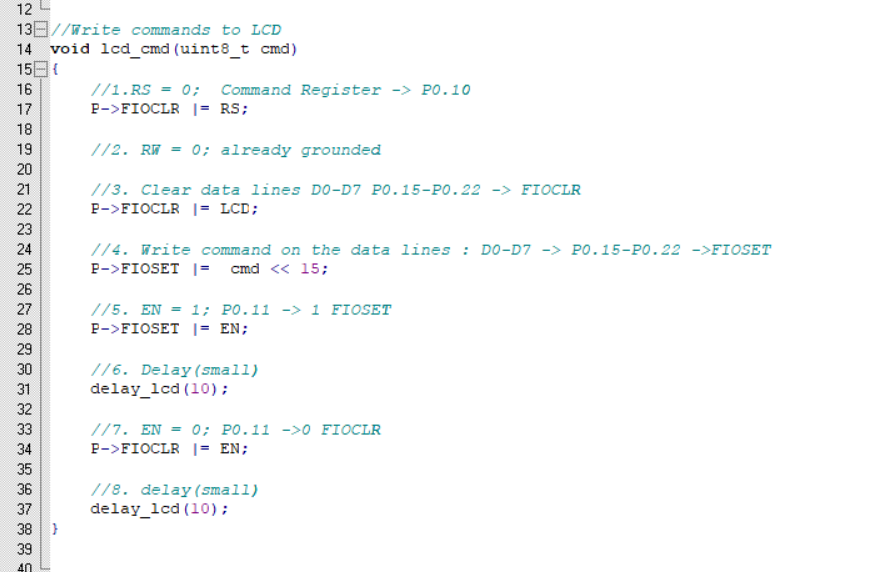 12
13 //Write commands to LCD
14 void lcd_cmd(uint8_t cmd)
15 {
16 //1.RS = 0;  Command Register -> P0.10
17 P->FIOCLR |= RS;
18
19 //2. RW = 0; already grounded
20
21 //3. Clear data lines D0-D7 P0.15-P0.22 -> FIOCLR
22 P->FIOCLR |= LCD;
23
24 //4. Write command on the data lines : D0-D7 -> P0.15-P0.22 ->FIOSET
25 P->FIOSET |=  cmd << 15;
26
27 //5. EN = 1; P0.11 -> 1 FIOSET
28 P->FIOSET |= EN;
29
30 //6. Delay(small)
31 delay_lcd(10);
32
33 //7. EN = 0; P0.11 ->0 FIOCLR
34 P->FIOCLR |= EN;
35
36 //8. delay(small)
37 delay_lcd(10);
38 }
39
40